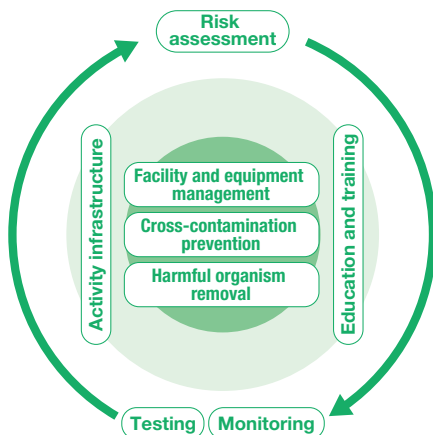 Risk
assessment
Activity infrastructure
Facility and equipment
management
Cross-contamination
prevention
Harmful organism
removal
Education and training
Testing
Monitoring